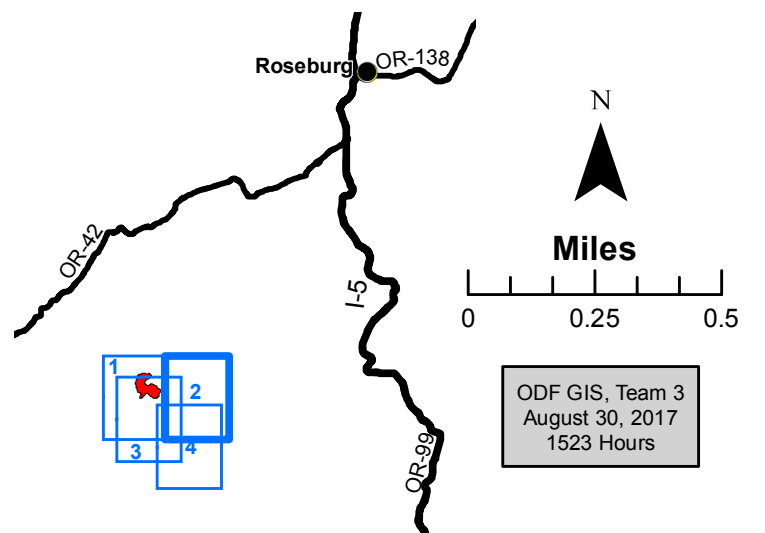 Roseburg
OR-138
N
OR-42
Miles
I-5
0 0.25 0.5
1
2
3
4
ODF GIS, Team 3
August 30, 2017
1523 Hours
OR-99